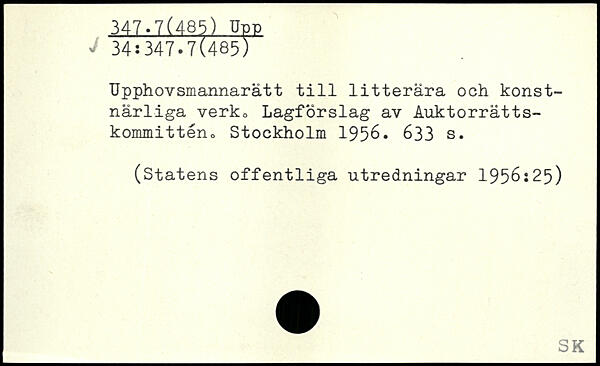 347.7(485) Upp
✓ 34:347.7(485)
Upphovsmannarätt till litterära och konst-
närliga verk. Lagförslag av Auktorrätts-
kommittén. Stockholm 1956. 633 s.
(Statens offentliga utredningar 1956:25)
SK